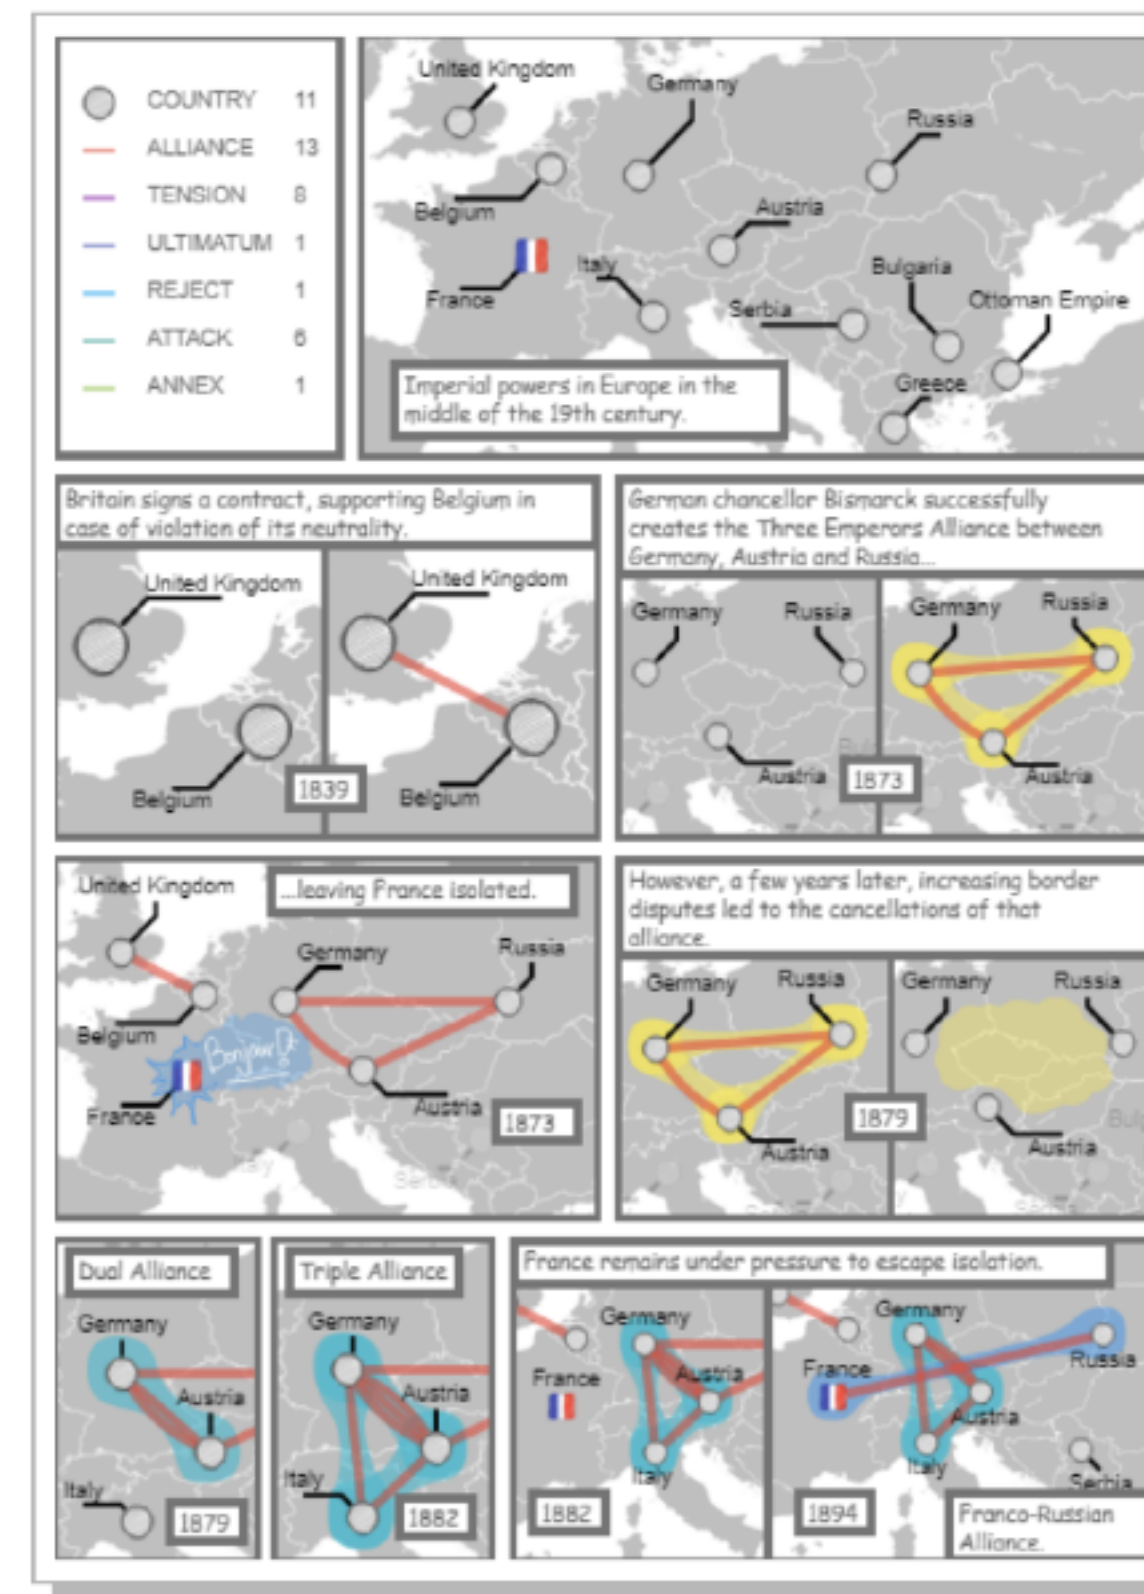 COUNTRY 11
ALLIANCE 13
TENSION 8
ULTIMATUM 1
REJECT 1
ATTACK 6
ANNEX 1
United Kingdom
Germany
Russia
Belgium
Austria
France
Italy
Bulgaria
Serbia
Ottoman Empire
Greece
Imperial powers in Europe in the
middle of the 19th century.
Britain signs a contract, supporting Belgium in
case of violation of its neutrality.
United Kingdom
Belgium
1839
United Kingdom
Belgium
German chancellor Bismarck successfully
creates the Three Emperors Alliance between
Germany, Austria and Russia...
Germany
Russia
Austria
1873
Germany
Russia
Austria
...leaving France isolated.
United Kingdom
Germany
Russia
Belgium
Bonjour!?
France
Austria
1873
Italy
Serbia
However, a few years later, increasing border
disputes led to the cancellations of that
alliance.
Germany
Russia
Austria
1879
Germany
Russia
Austria
Dual Alliance
Germany
Austria
Italy
1879
Triple Alliance
Germany
Austria
Italy
1882
France remains under pressure to escape isolation.
Germany
France
Austria
Italy
1882
Germany
France
Russia
Austria
Italy
Serbia
1894
Franco-Russian
Alliance.